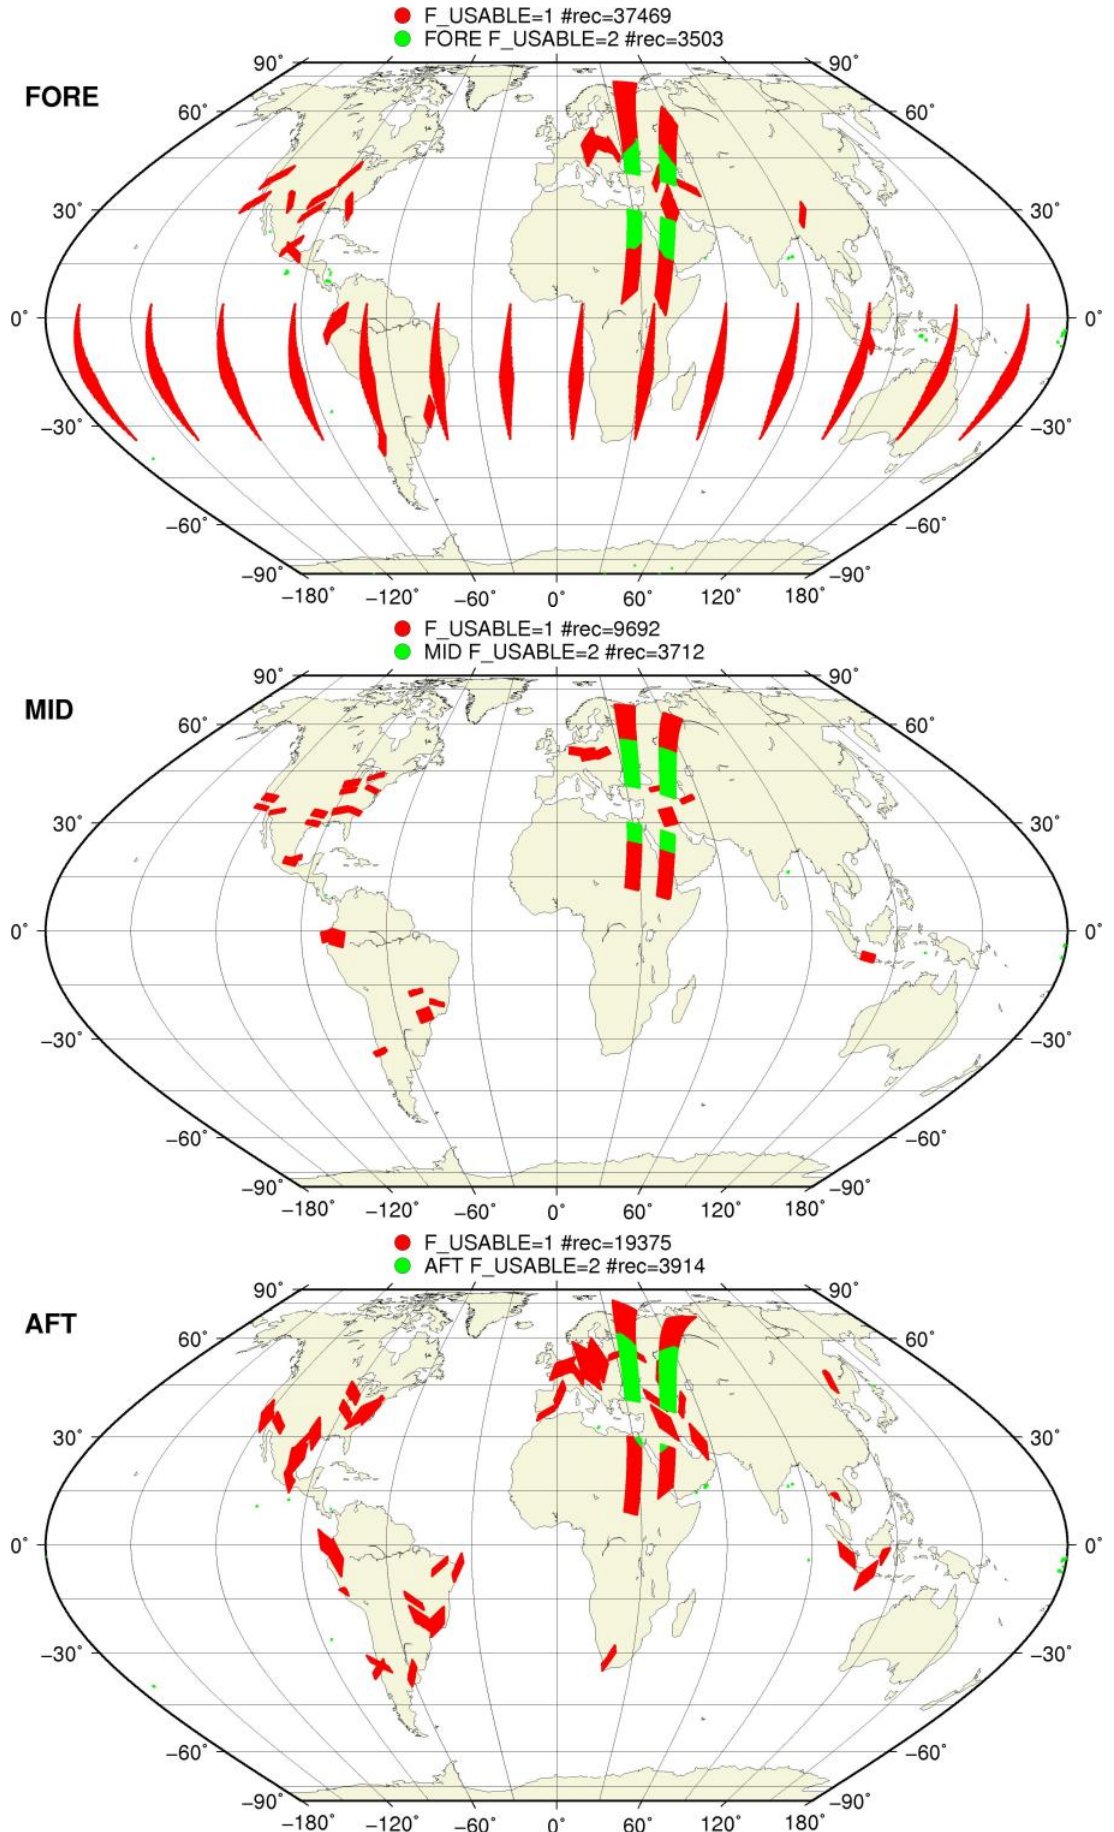 F_USABLE=1 #rec=37469
FORE F_USABLE=2 #rec=3503
FORE
90° 90°
60° 60°
30° 30°
0° 0°
−30° −30°
−60° −60°
−90° −90°
−180° −120° −60° 0° 60° 120° 180°
F_USABLE=1 #rec=9692
MID F_USABLE=2 #rec=3712
MID
90° 90°
60° 60°
30° 30°
0° 0°
−30° −30°
−60° −60°
−90° −90°
−180° −120° −60° 0° 60° 120° 180°
F_USABLE=1 #rec=19375
AFT F_USABLE=2 #rec=3914
AFT
90° 90°
60° 60°
30° 30°
0° 0°
−30° −30°
−60° −60°
−90° −90°
−180° −120° −60° 0° 60° 120° 180°